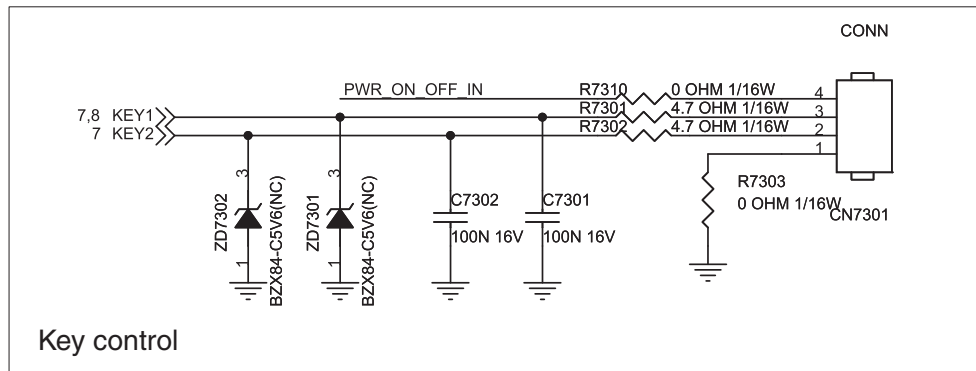 CONN
PWR_ON_OFF_IN
R7310
0 OHM 1/16W
4
7,8 KEY1
R7301
4.7 OHM 1/16W
3
7 KEY2
R7302
4.7 OHM 1/16W
2
1
ZD7302
3
1
BZX84-C5V6(NC)
ZD7301
3
1
BZX84-C5V6(NC)
C7302
100N 16V
C7301
100N 16V
R7303
0 OHM 1/16W
CN7301
Key control